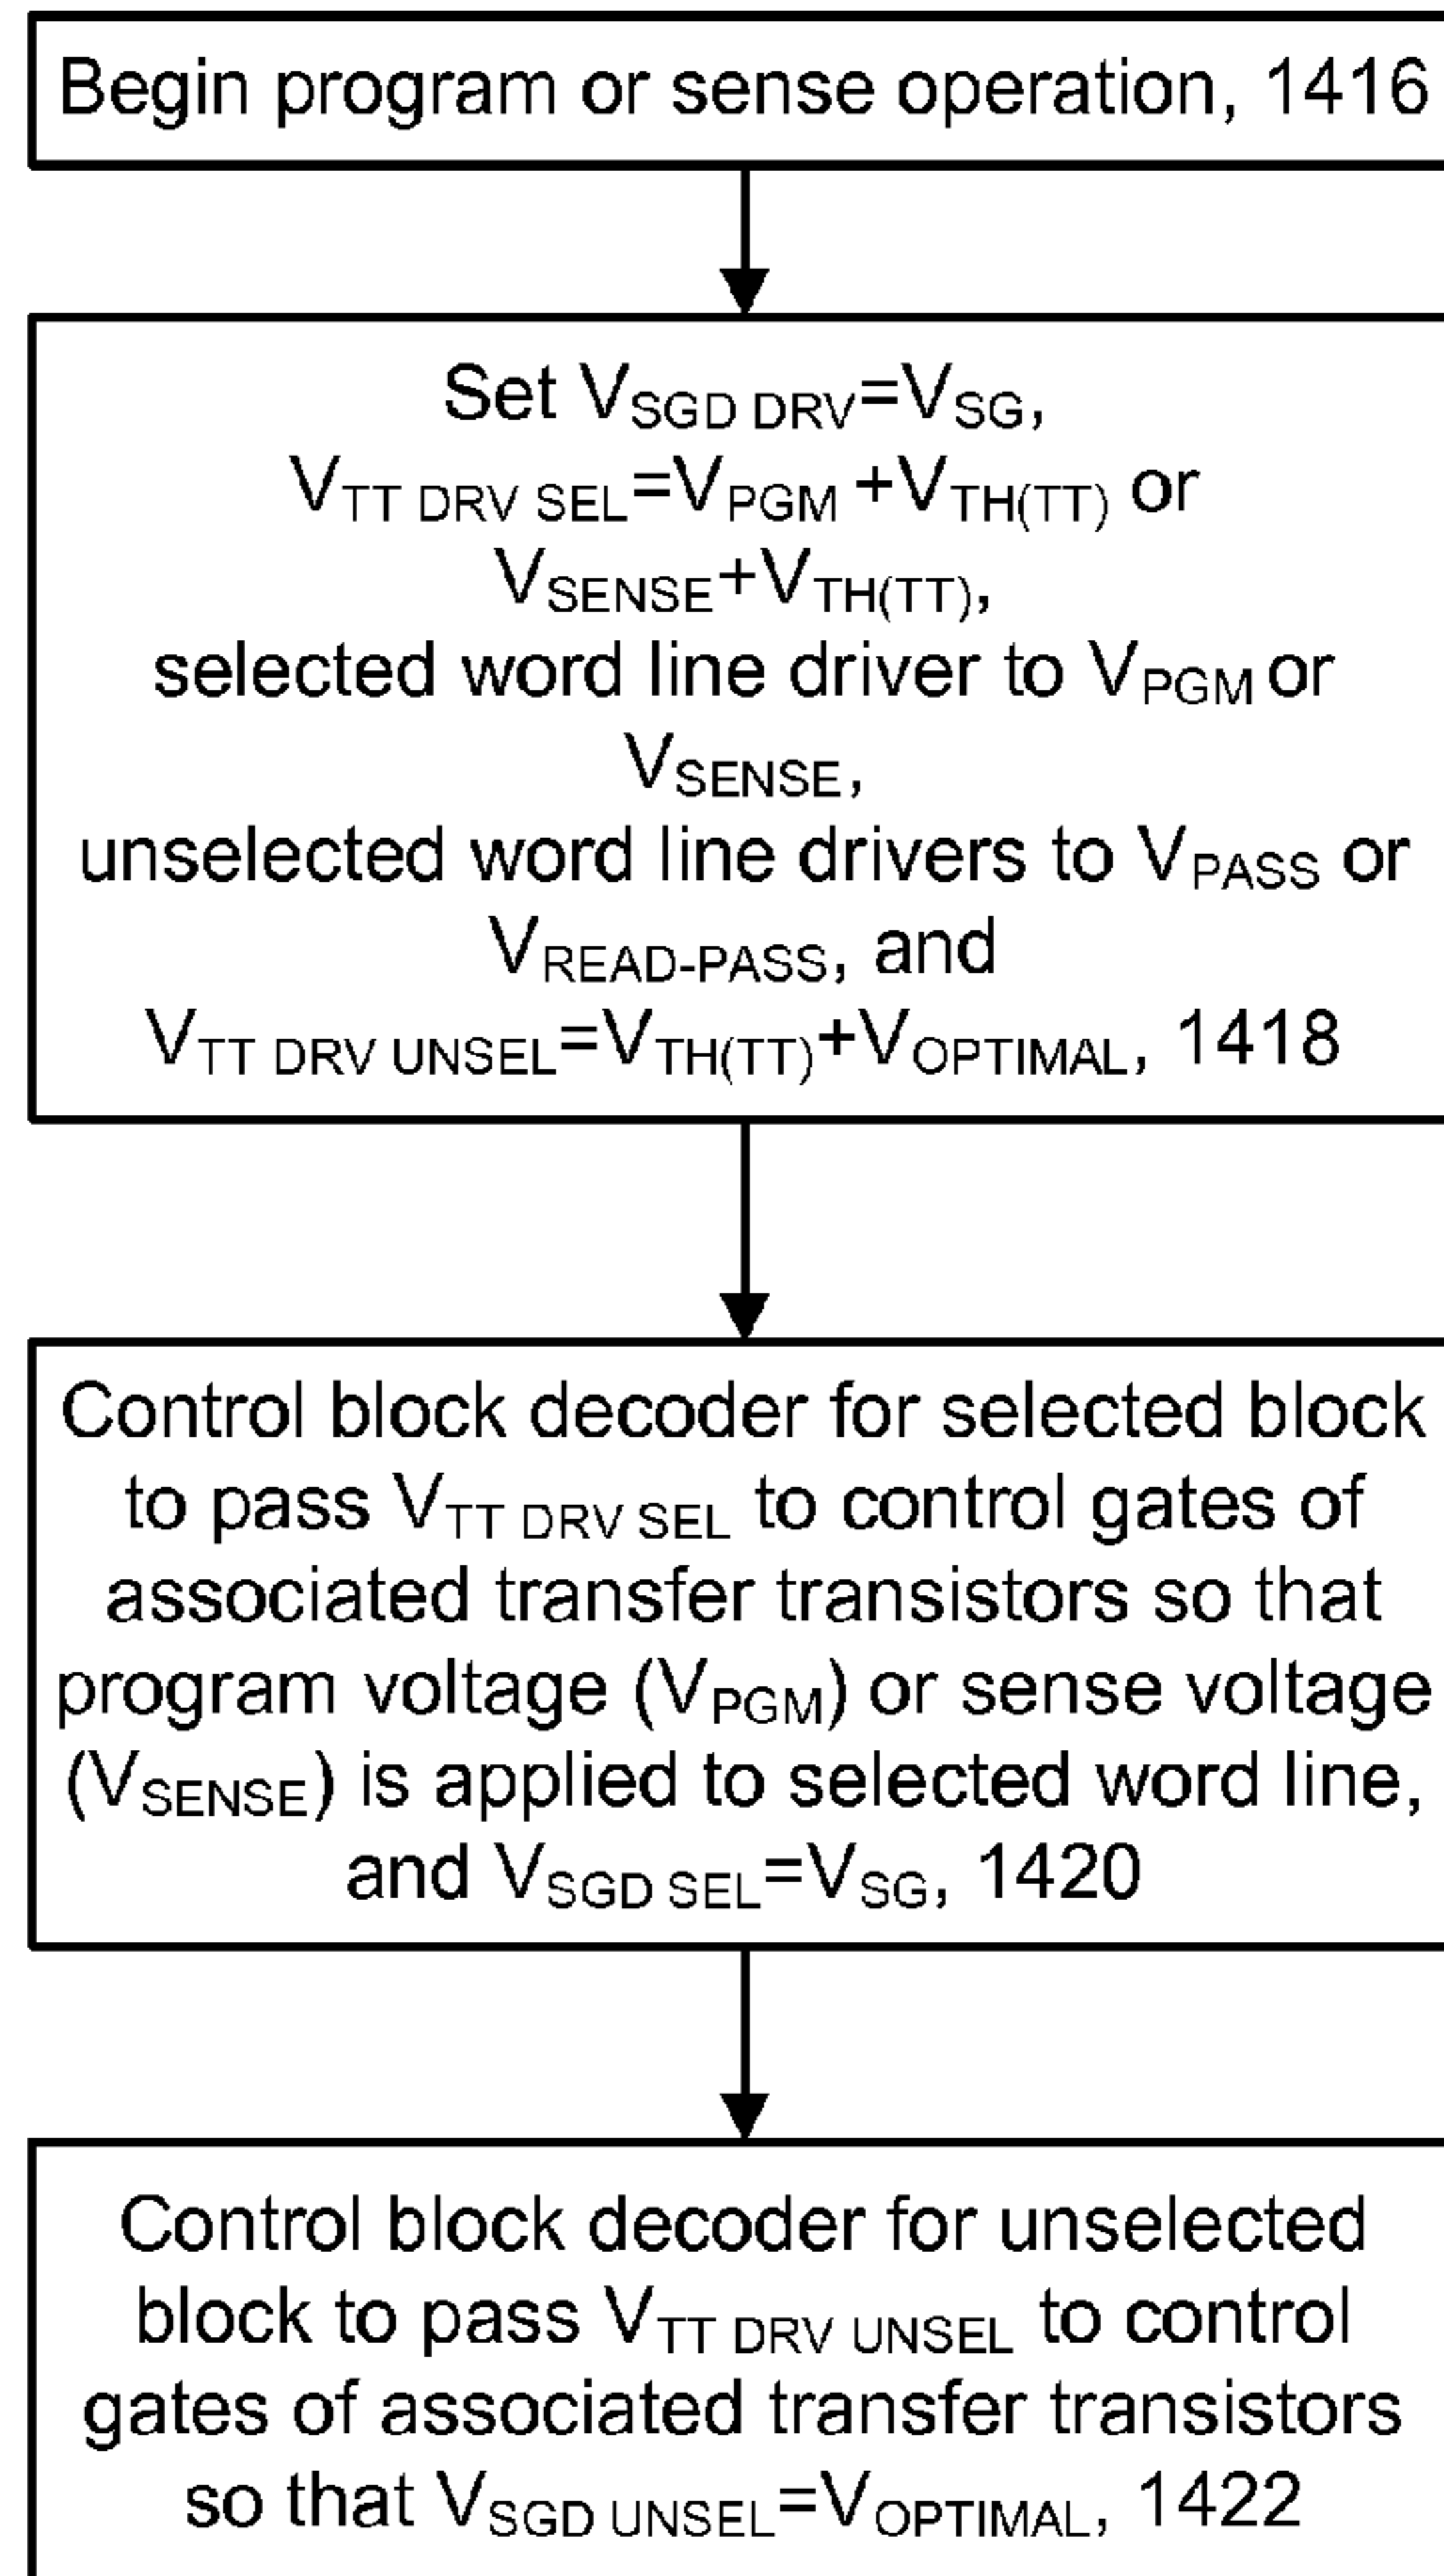 Begin program or sense operation, 1416
Set VSGD DRV=VSG,
VTT DRV SEL=VPGM +VTH(TT) or
VSENSE+VTH(TT),
selected word line driver to VPGM or
VSENSE,
unselected word line drivers to VPASS or
VREAD-PASS, and
VTT DRV UNSEL=VTH(TT)+VOPTIMAL, 1418
Control block decoder for selected block
to pass VTT DRV SEL to control gates of
associated transfer transistors so that
program voltage (VPGM) or sense voltage
(VSENSE) is applied to selected word line,
and VSGD SEL=VSG, 1420
Control block decoder for unselected
block to pass VTT DRV UNSEL to control
gates of associated transfer transistors
so that VSGD UNSEL=VOPTIMAL, 1422